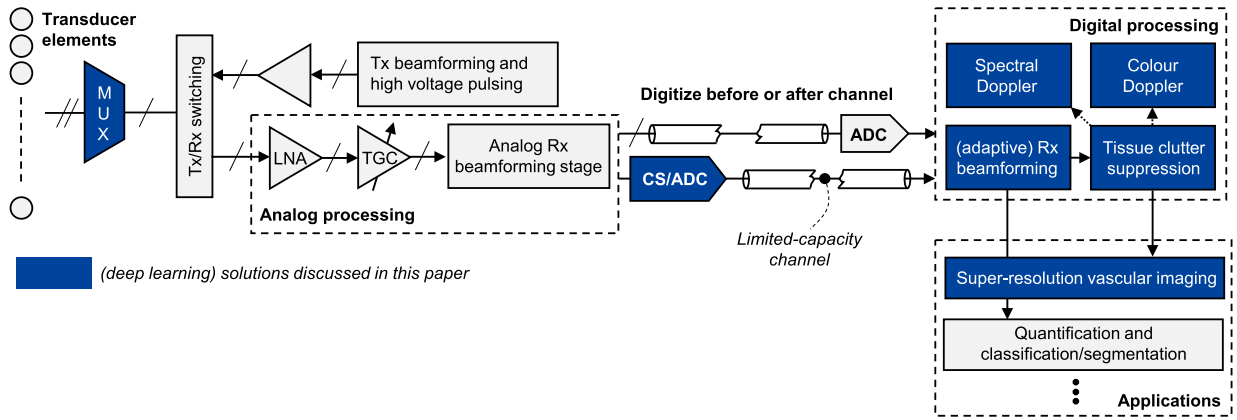 Transducer
elements
MUX
Tx/Rx switching
Tx beamforming and
high voltage pulsing
LNA
TGC
Analog Rx
beamforming stage
Analog processing
Digitize before or after channel
ADC
CS/ADC
Limited-capacity
channel
Digital processing
Spectral
Doppler
Colour
Doppler
(adaptive) Rx
beamforming
Tissue clutter
suppression
(deep learning) solutions discussed in this paper
Super-resolution vascular imaging
Quantification and
classification/segmentation
Applications